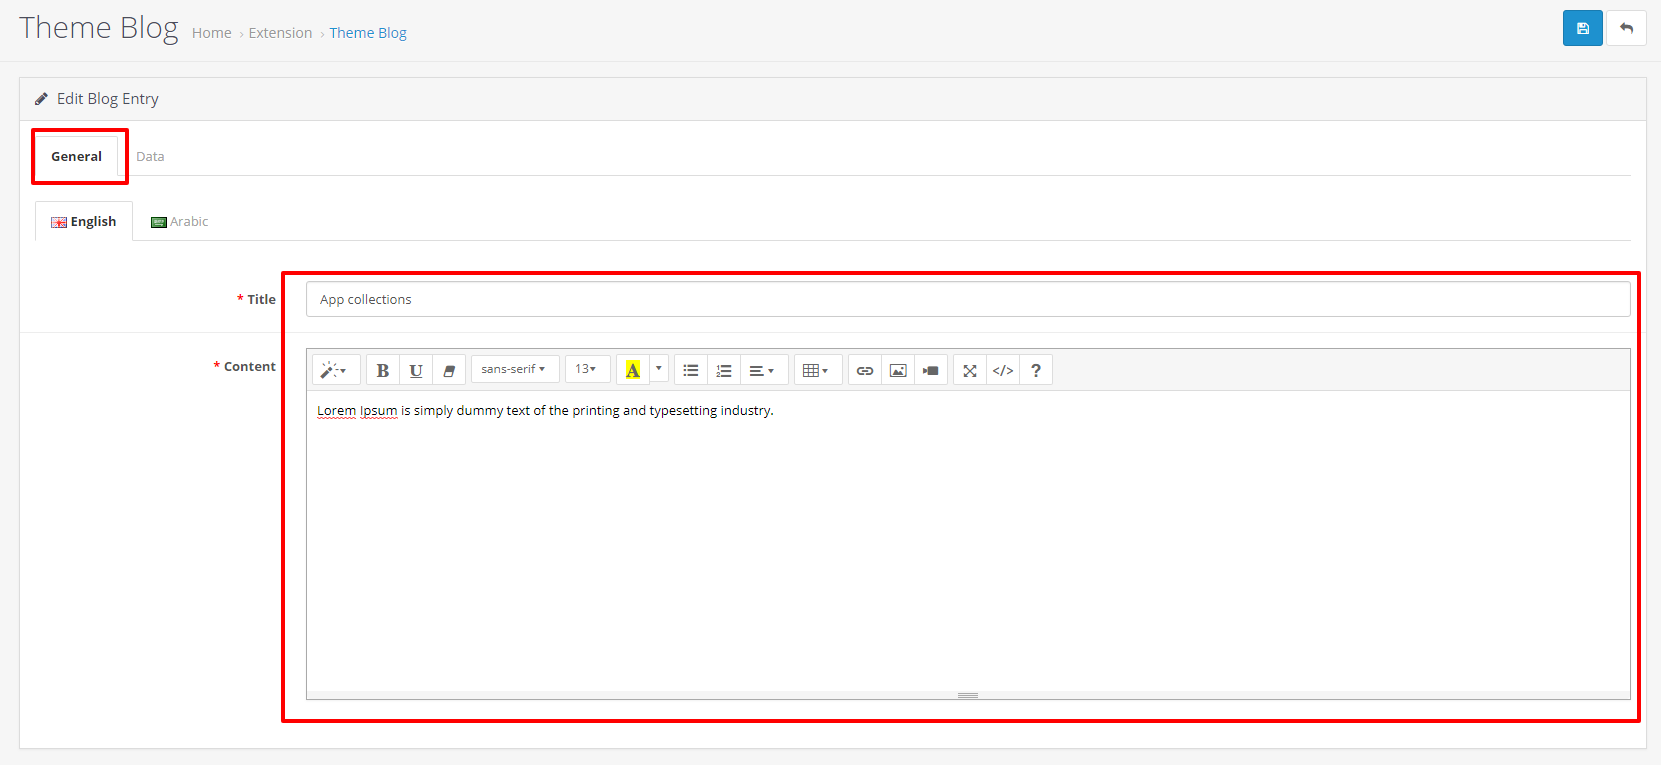 Theme Blog Home › Extension › Theme Blog
Edit Blog Entry
General Data
English Arabic
* Title App collections
* Content
B U sans-serif 13 A </> ?
Lorem Ipsum is simply dummy text of the printing and typesetting industry.